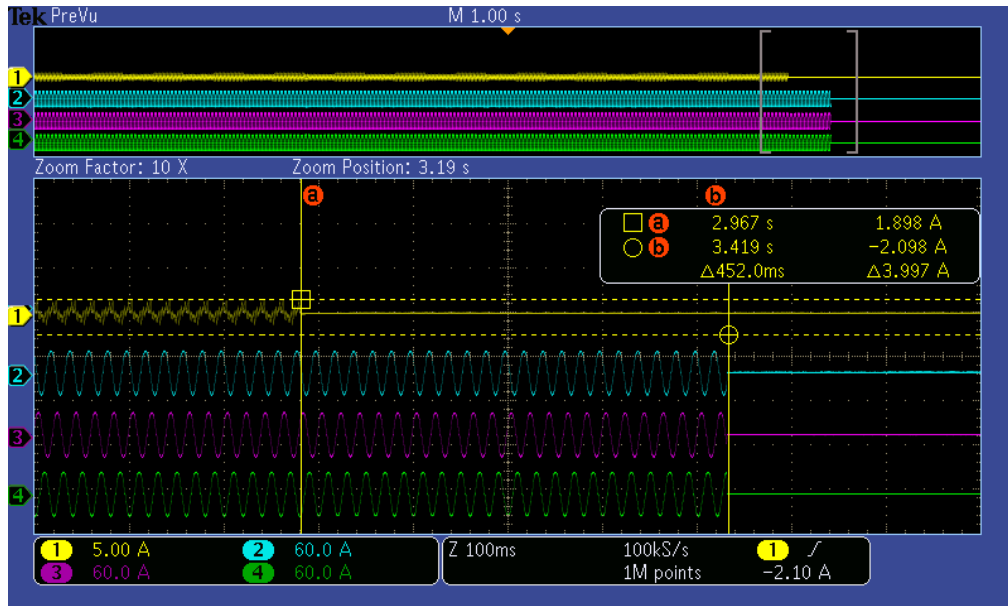 Tek PreVu M 1.00 s
1
2
3
4
Zoom Factor: 10 X Zoom Position: 3.19 s
a b
a 2.967 s 1.898 A
b 3.419 s -2.098 A
Δ452.0ms Δ3.997 A
1
2
3
4
1 5.00 A 2 60.0 A Z 100ms 100kS/s 1
3 60.0 A 4 60.0 A 1M points -2.10 A